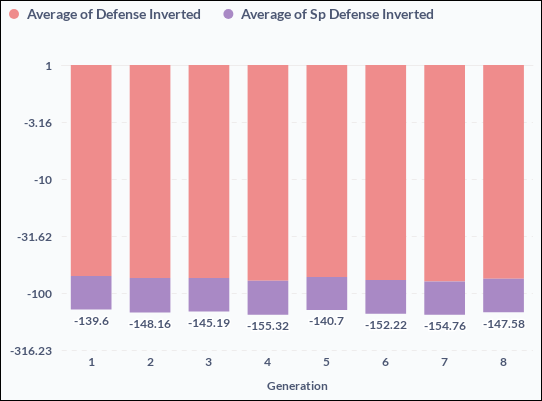 Average of Defense Inverted Average of Sp Defense Inverted
1
-3.16
-10
-31.62
-100
-316.23
-139.6 -148.16 -145.19 -155.32 -140.7 -152.22 -154.76 -147.58
1 2 3 4 5 6 7 8
Generation